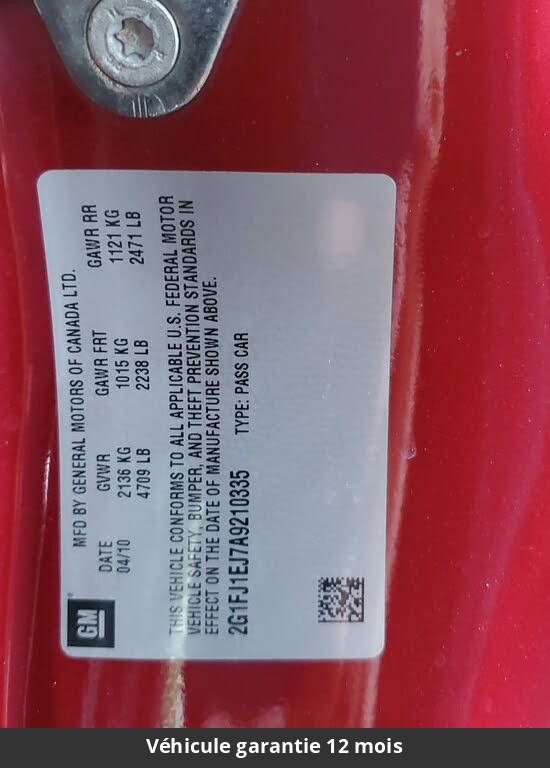 GM
MFD BY GENERAL MOTORS OF CANADA LTD.
DATE GVWR GAWR FRT GAWR RR
04/10 2136 KG 1015 KG 1121 KG
4709 LB 2238 LB 2471 LB
THIS VEHICLE CONFORMS TO ALL APPLICABLE U.S. FEDERAL MOTOR
VEHICLE SAFETY, BUMPER, AND THEFT PREVENTION STANDARDS IN
EFFECT ON THE DATE OF MANUFACTURE SHOWN ABOVE.
2G1FJ1EJ7A9210335 TYPE: PASS CAR
Véhicule garantie 12 mois